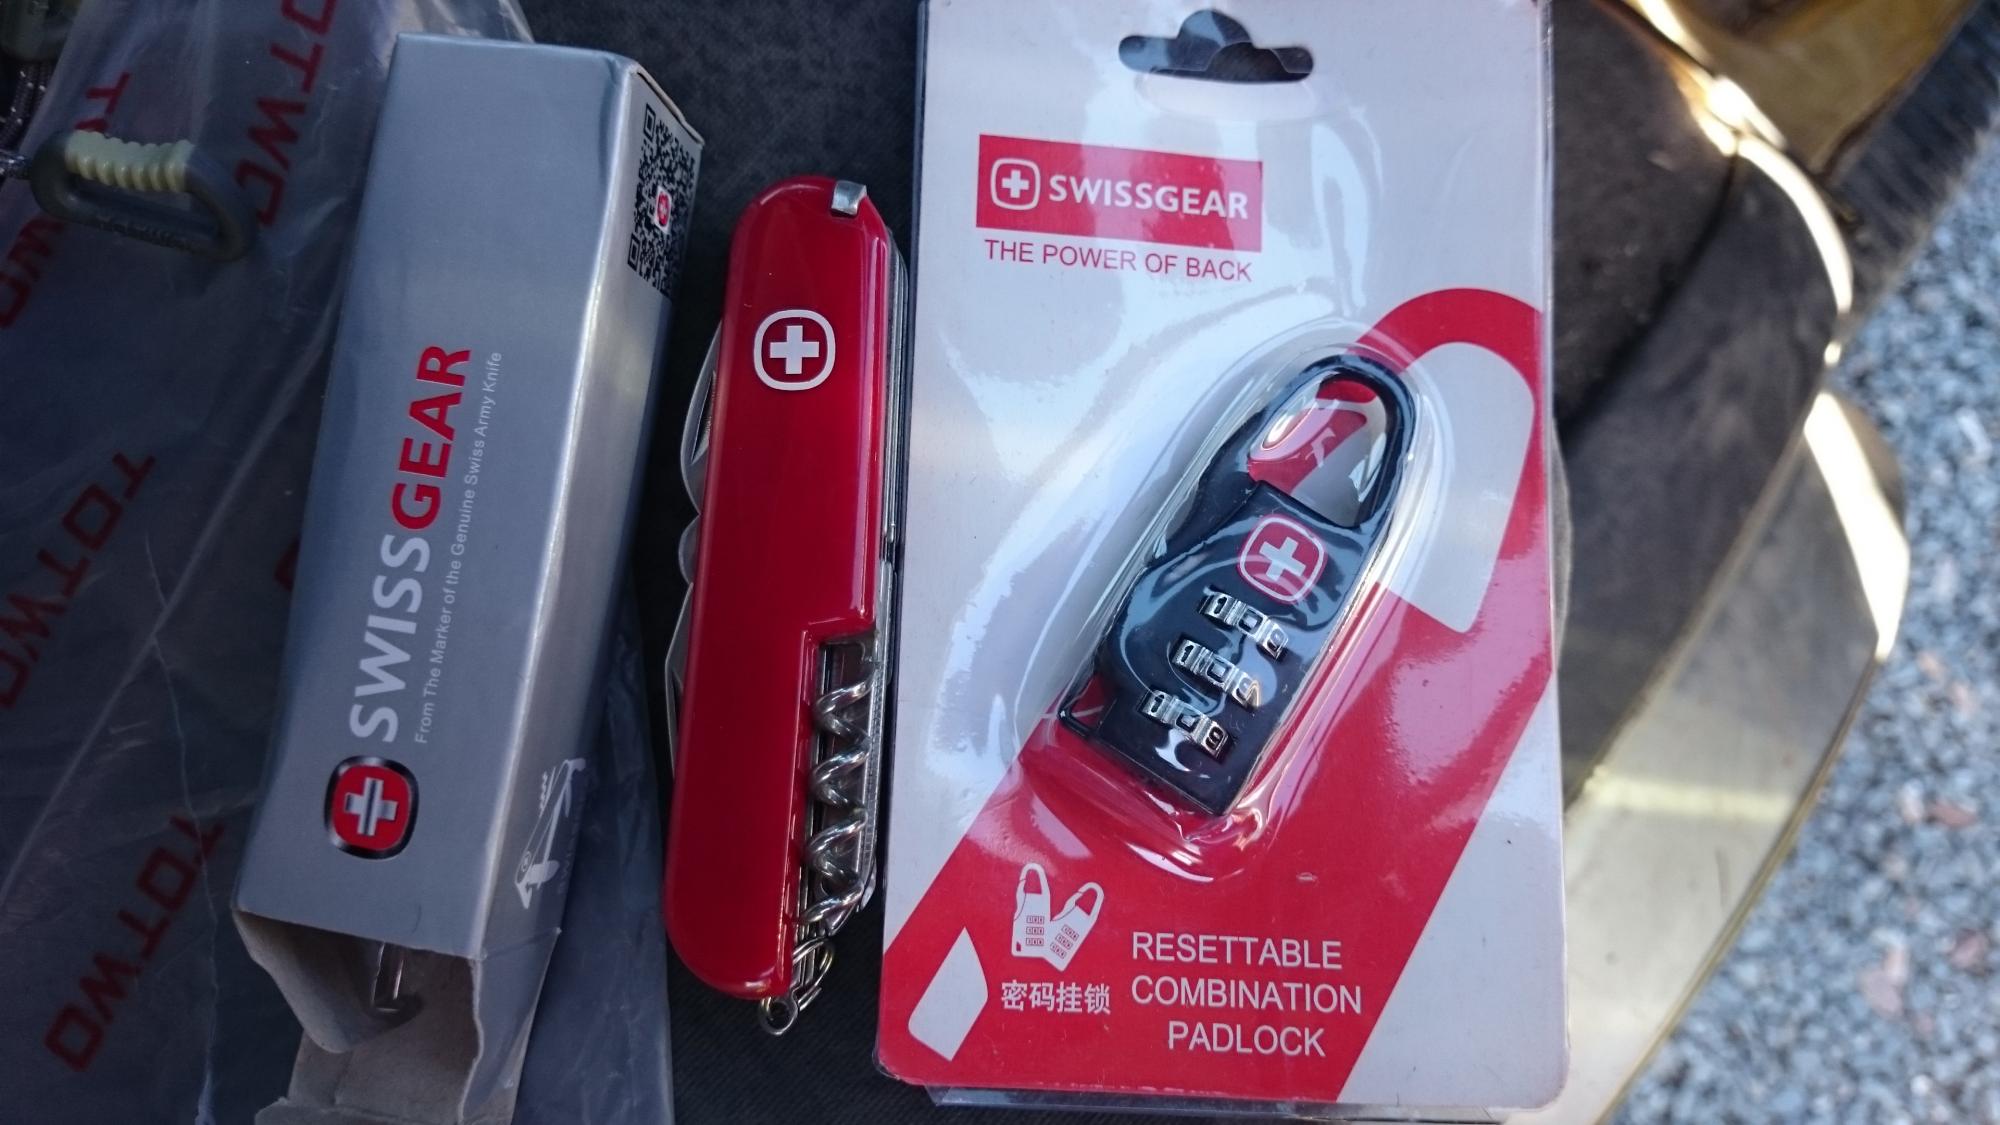 TOTWO
TOTWO
TOTWO
TOTWO
SWISSGEAR
From The Marker of the Genuine Swiss Army Knife
SWISSGEAR
THE POWER OF BACK
密码挂锁
RESETTABLE
COMBINATION
PADLOCK